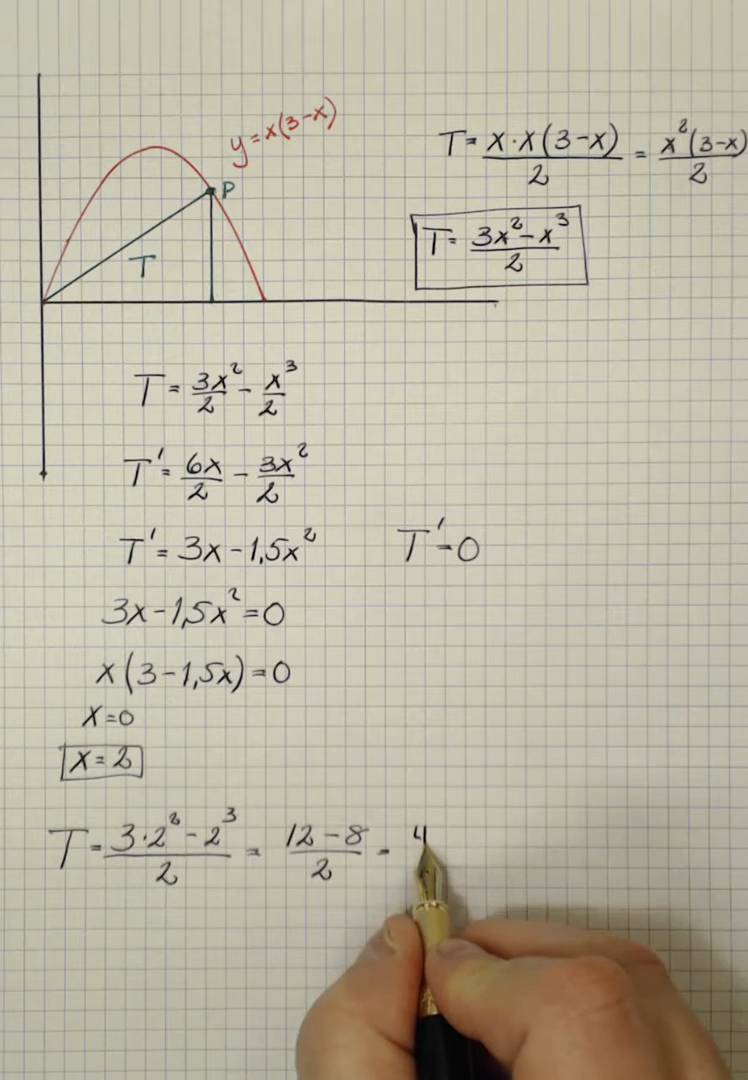 y=x(3-x)
P
T
T=x·x(3-x)/2 = x²(3-x)/2
T= 3x²-x³/2
T = 3x²/2 - x³/2
T' = 6x/2 - 3x²/2
T' = 3x-1,5x²
T'=0
3x-1,5x²=0
x(3-1,5x)=0
x=0
x=2
T= 3·2²-2³/2 = 12-8/2 = 4